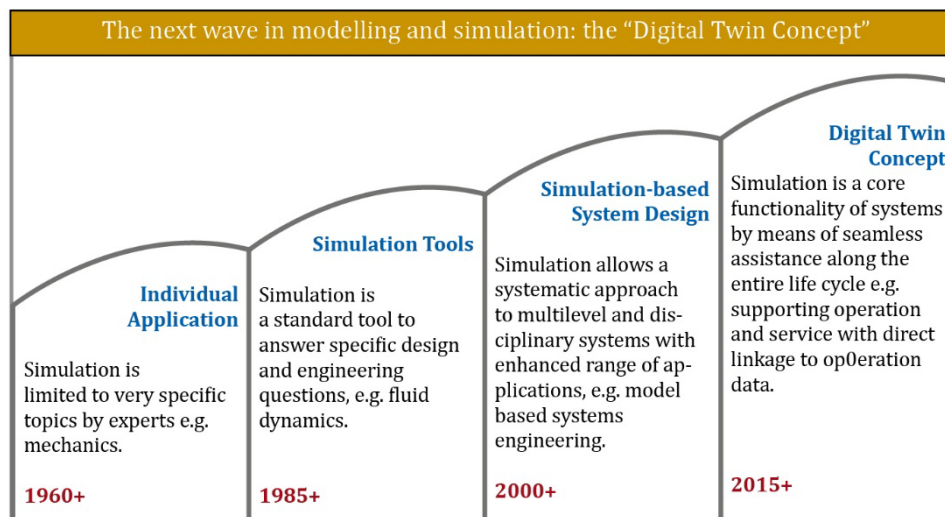 The next wave in modelling and simulation: the “Digital Twin Concept”
Individual
Application
Simulation is
limited to very specific
topics by experts e.g.
mechanics.
1960+
Simulation Tools
Simulation is
a standard tool to
answer specific design
and engineering
questions, e.g. fluid
dynamics.
1985+
Simulation-based
System Design
Simulation allows a
systematic approach
to multilevel and dis-
ciplinary systems with
enhanced range of ap-
plications, e.g. model
based systems
engineering.
2000+
Digital Twin
Concept
Simulation is a core
functionality of systems
by means of seamless
assistance along the
entire life cycle e.g.
supporting operation
and service with direct
linkage to op0eration
data.
2015+